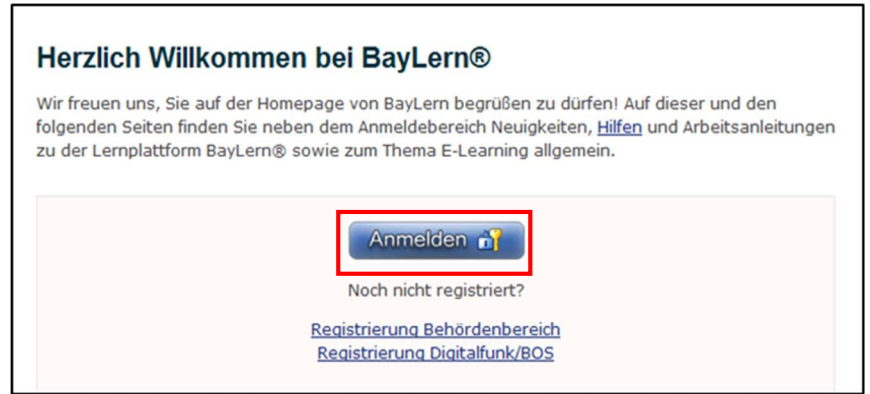 Herzlich Willkommen bei BayLern®
Wir freuen uns, Sie auf der Homepage von BayLern begrüßen zu dürfen! Auf dieser und den
folgenden Seiten finden Sie neben dem Anmeldebereich Neuigkeiten, Hilfen und Arbeitsanleitungen
zu der Lernplattform BayLern® sowie zum Thema E-Learning allgemein.
Anmelden
Noch nicht registriert?
Registrierung Behördenbereich
Registrierung Digitalfunk/BOS